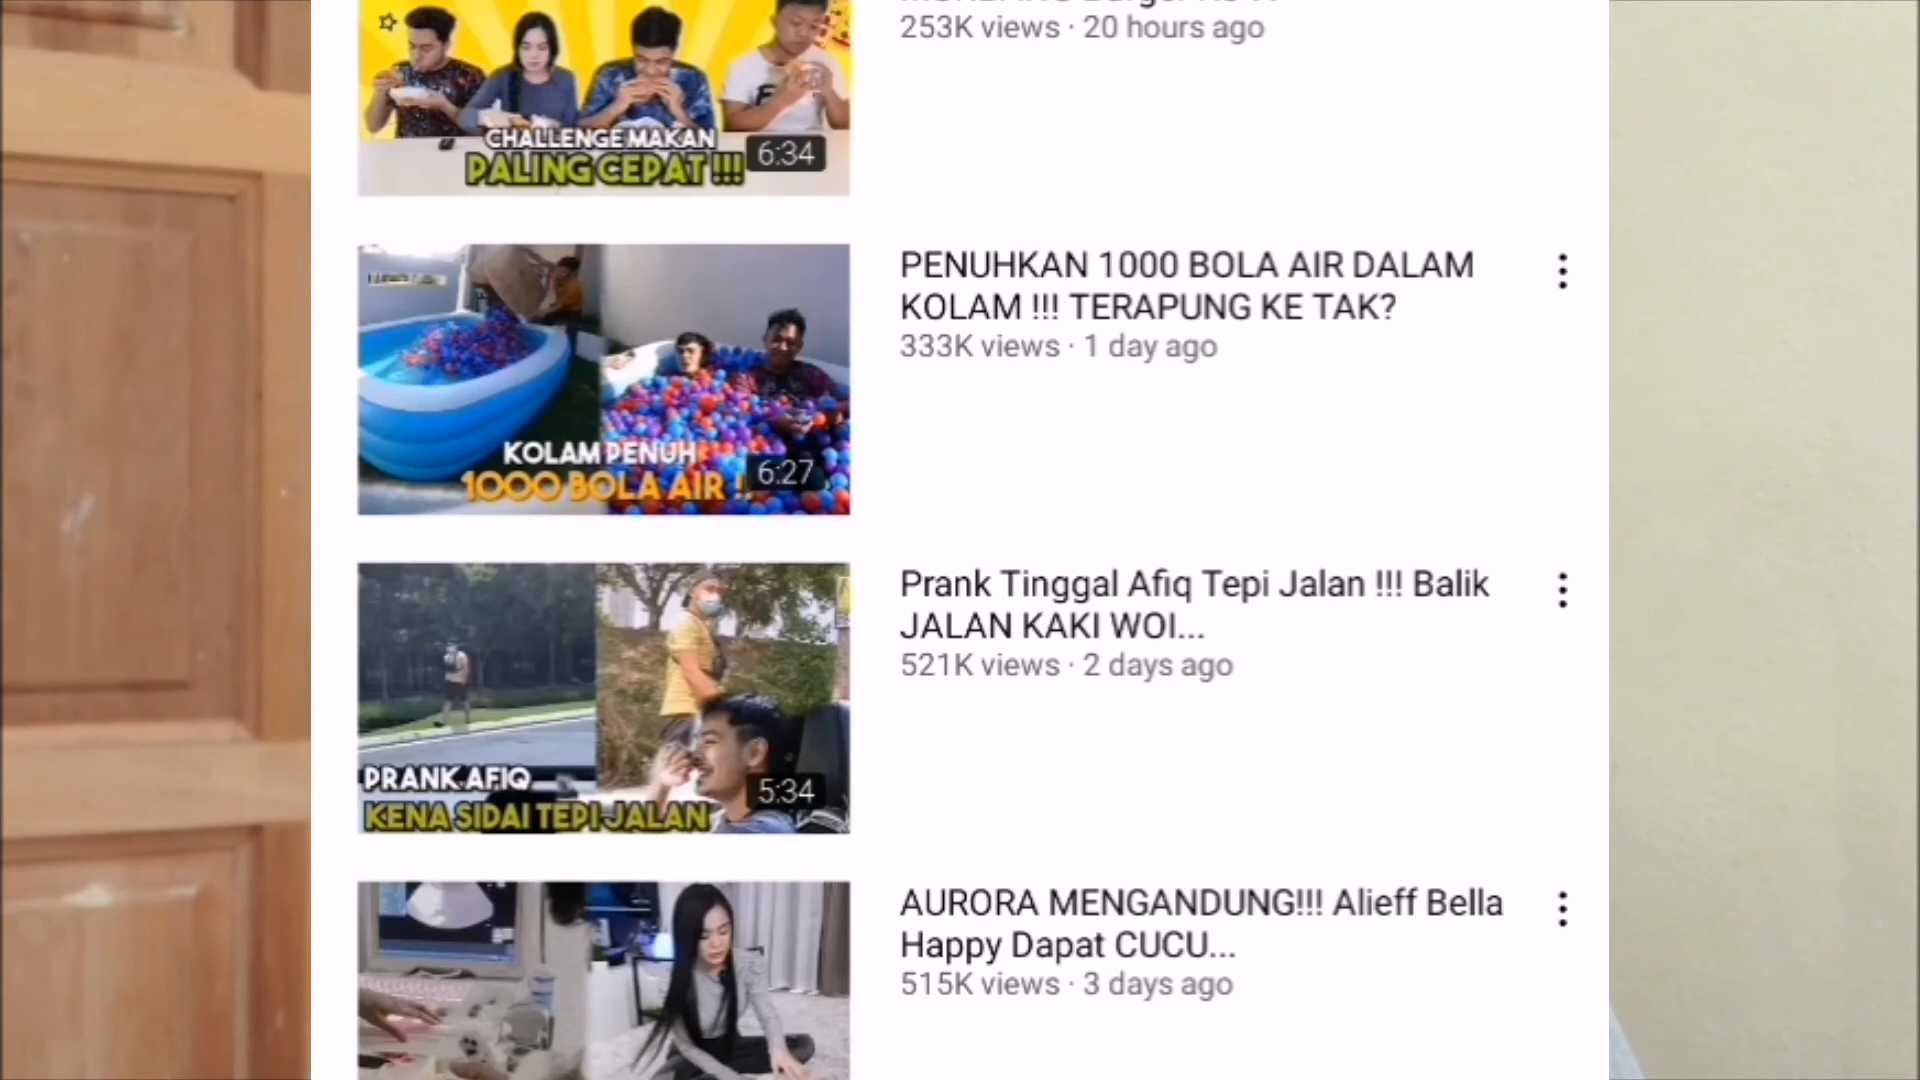 253K views · 20 hours ago
CHALLENGE MAKAN
PALING CEPAT !!!
6:34
PENUHKAN 1000 BOLA AIR DALAM
KOLAM !!! TERAPUNG KE TAK?
333K views · 1 day ago
KOLAM PENUH
1000 BOLA AIR !!
6:27
Prank Tinggal Afiq Tepi Jalan !!! Balik
JALAN KAKI WOI...
521K views · 2 days ago
PRANK AFIQ
KENA SIDAI TEPI JALAN
5:34
AURORA MENGANDUNG!!! Alieff Bella
Happy Dapat CUCU...
515K views · 3 days ago